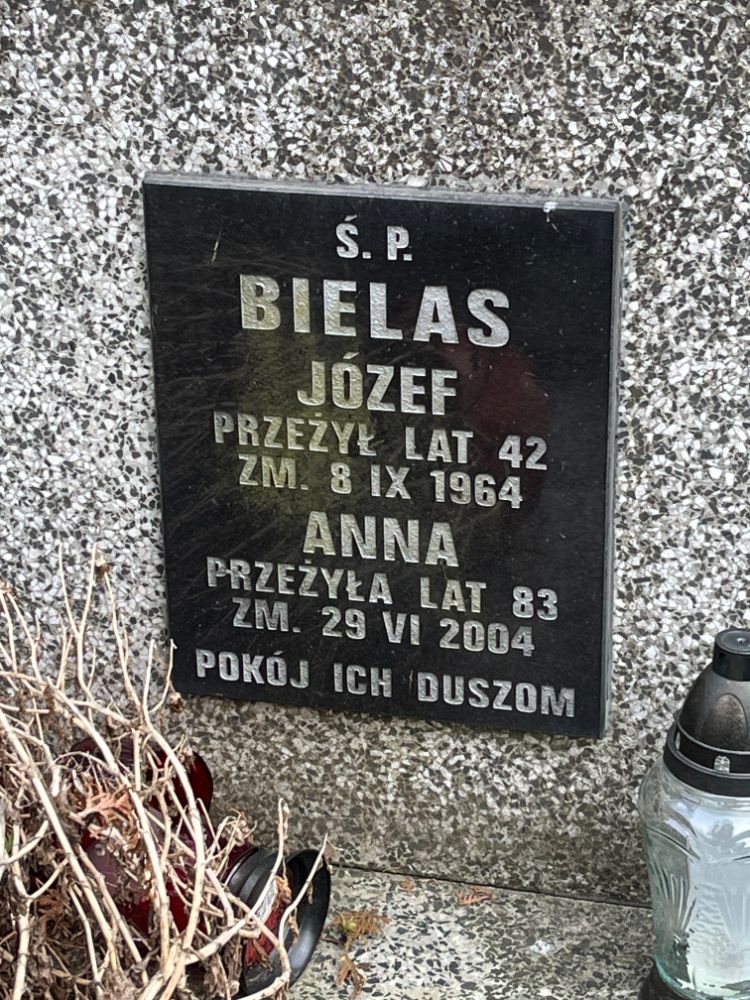 Ś. P.
BIELAS
JÓZEF
PRZEŻYŁ LAT 42
ZM. 8 IX 1964
ANNA
PRZEŻYŁA LAT 83
ZM. 29 VI 2004
POKÓJ ICH DUSZOM